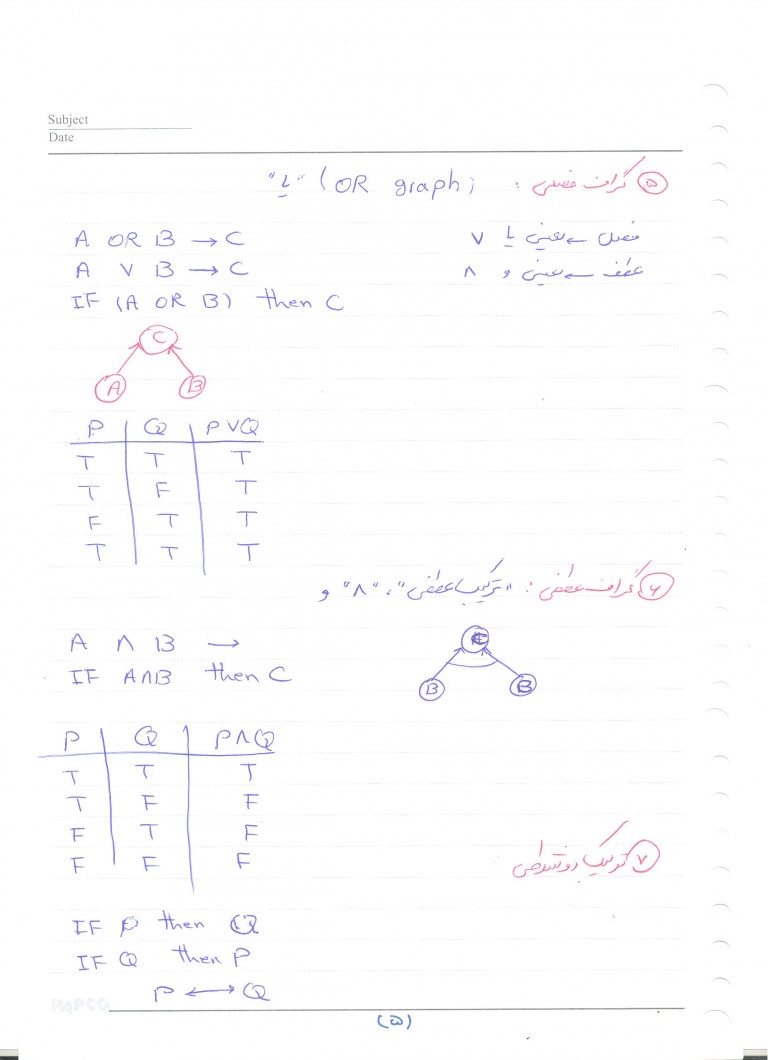 Subject
Date
۵ گراف فصلی : (OR graph) "یا"
A OR B → C
فصل → یعنی یا ∨
A ∨ B → C
عطف → یعنی و ∧
IF (A OR B) then C
C
A B
P Q P∨Q
T T T
T F T
F T T
T T T
۶ گراف عطفی : "ترکیب عطفی"، "∧" و
A ∧ B →
C
IF A∧B then C
B B
P Q P∧Q
T T T
T F F
F T F
F F F
۷ ترکیب دو شرطی
IF P then Q
IF Q then P
P ↔ Q
PAPCO
(۵)